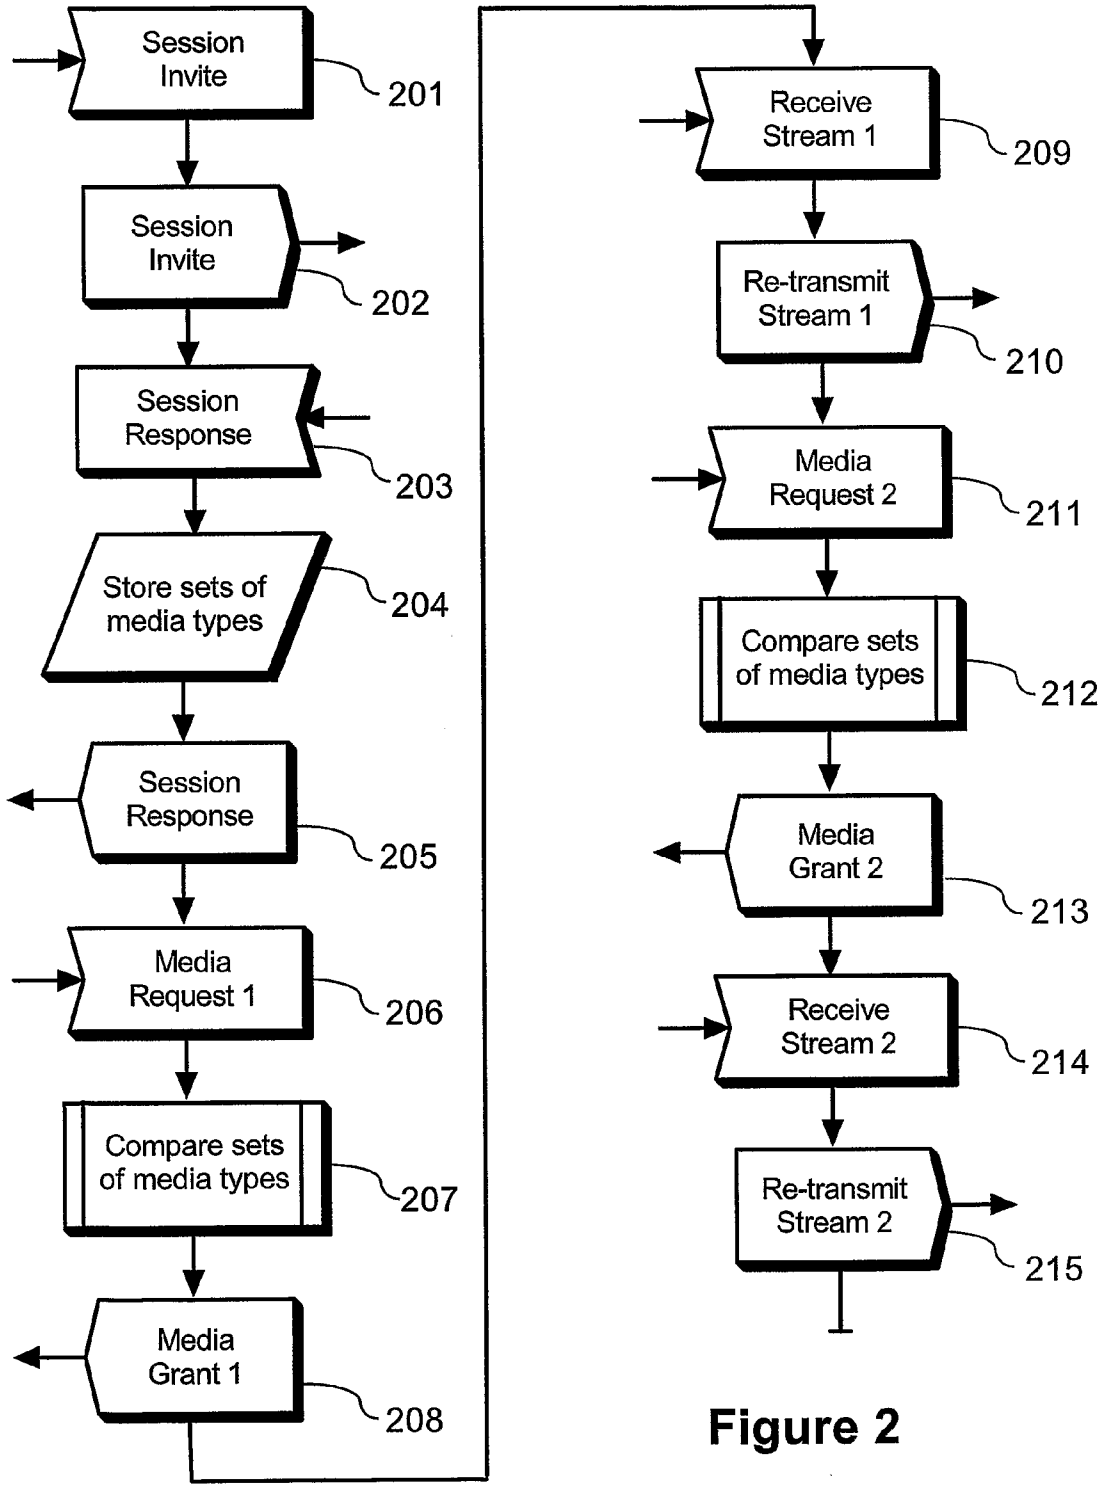 Session
Invite
201
Session
Invite
202
Session
Response
203
Store sets of
media types
204
Session
Response
205
Media
Request 1
206
Compare sets
of media types
207
Media
Grant 1
208
Receive
Stream 1
209
Re-transmit
Stream 1
210
Media
Request 2
211
Compare sets
of media types
212
Media
Grant 2
213
Receive
Stream 2
214
Re-transmit
Stream 2
215
Figure 2